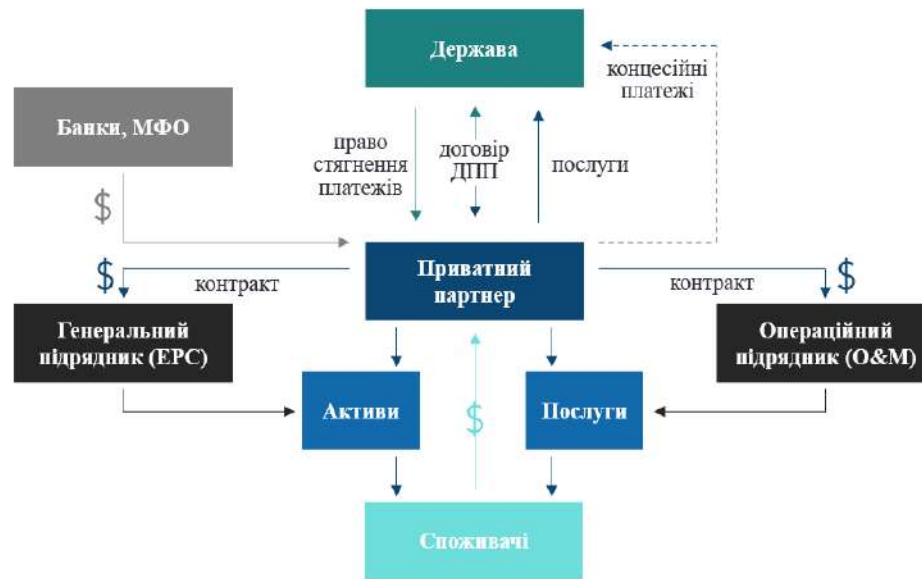 Держава
концесійні
платежі
Банки, МФО
право
стягнення
платежів
договір
ДПП
послуги
$
Приватний
партнер
$
контракт
контракт
$
Генеральний
підрядник (EPC)
Операційний
підрядник (O&M)
Активи
$
Послуги
Споживачі